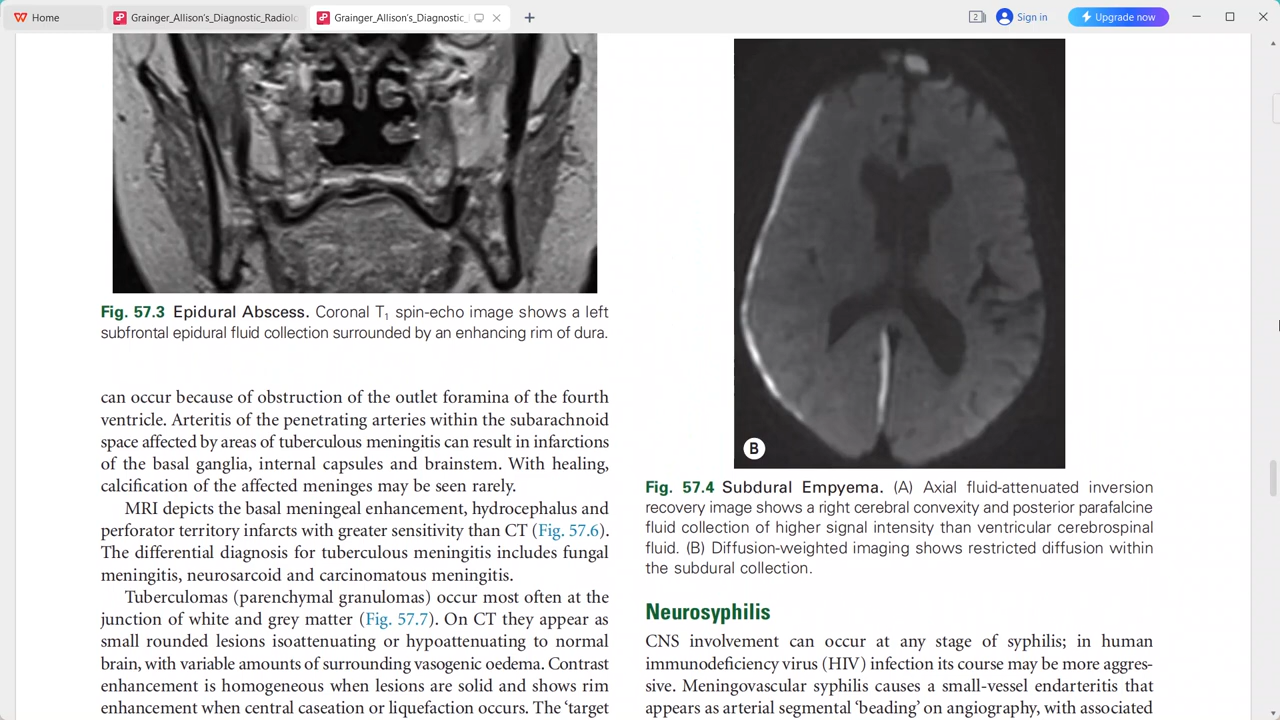 Home
Grainger_Allison's_Diagnostic_Radiolo
Grainger_Allison's_Diagnostic_
2
Sign in
Upgrade now
Fig. 57.3 Epidural Abscess. Coronal T1 spin-echo image shows a left
subfrontal epidural fluid collection surrounded by an enhancing rim of dura.
can occur because of obstruction of the outlet foramina of the fourth
ventricle. Arteritis of the penetrating arteries within the subarachnoid
space affected by areas of tuberculous meningitis can result in infarctions
of the basal ganglia, internal capsules and brainstem. With healing,
calcification of the affected meninges may be seen rarely.
MRI depicts the basal meningeal enhancement, hydrocephalus and
perforator territory infarcts with greater sensitivity than CT (Fig. 57.6).
The differential diagnosis for tuberculous meningitis includes fungal
meningitis, neurosarcoid and carcinomatous meningitis.
Tuberculomas (parenchymal granulomas) occur most often at the
junction of white and grey matter (Fig. 57.7). On CT they appear as
small rounded lesions isoattenuating or hypoattenuating to normal
brain, with variable amounts of surrounding vasogenic oedema. Contrast
enhancement is homogeneous when lesions are solid and shows rim
enhancement when central caseation or liquefaction occurs. The 'target
B
Fig. 57.4 Subdural Empyema. (A) Axial fluid-attenuated inversion
recovery image shows a right cerebral convexity and posterior parafalcine
fluid collection of higher signal intensity than ventricular cerebrospinal
fluid. (B) Diffusion-weighted imaging shows restricted diffusion within
the subdural collection.
Neurosyphilis
CNS involvement can occur at any stage of syphilis; in human
immunodeficiency virus (HIV) infection its course may be more aggres-
sive. Meningovascular syphilis causes a small-vessel endarteritis that
appears as arterial segmental 'beading' on angiography, with associated